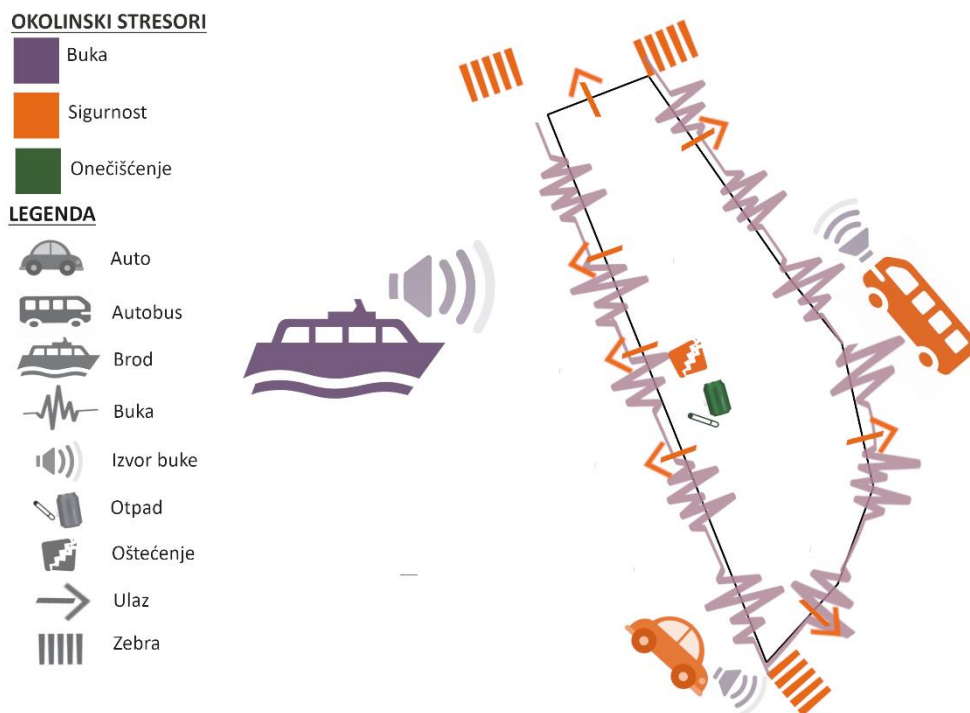 OKOLINSKI STRESORI
Buka
Sigurnost
Onečišćenje
LEGENDA
Auto
Autobus
Brod
Buka
Izvor buke
Otpad
Oštećenje
Ulaz
Zebra